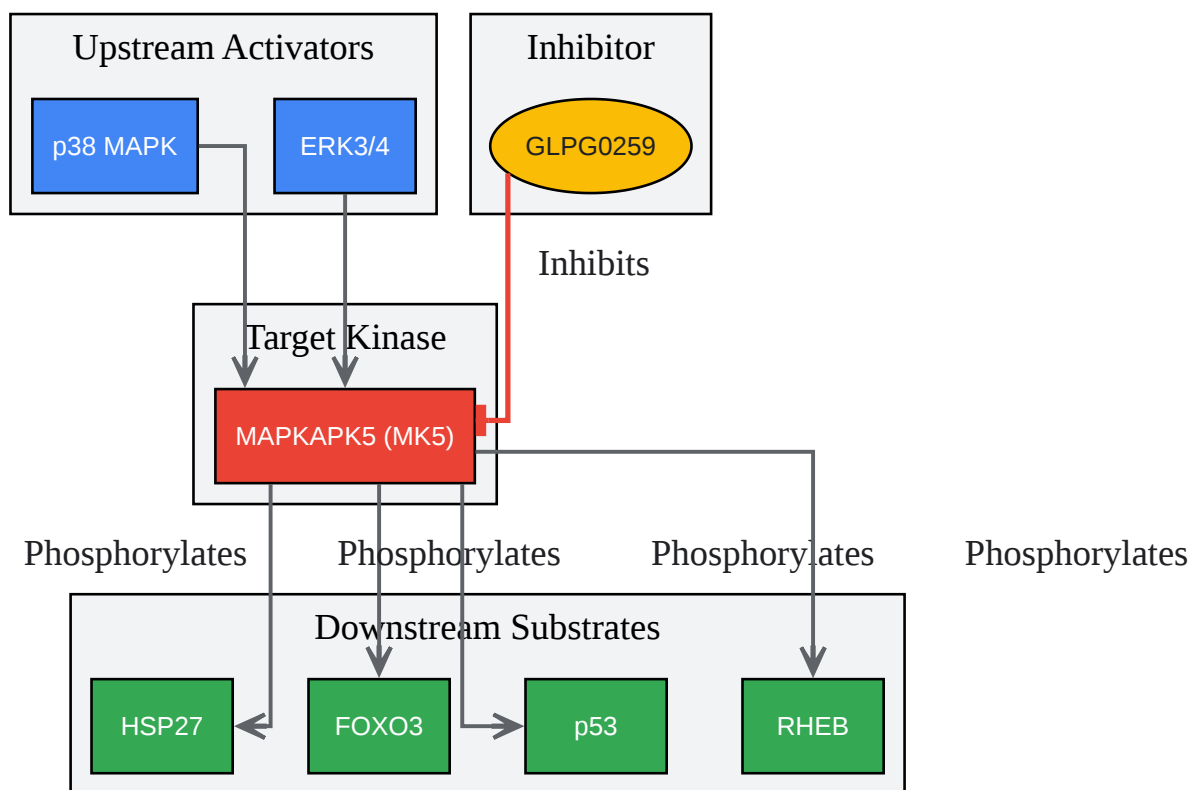 Upstream Activators
Inhibitor
p38 MAPK
ERK3/4
GLPG0259
Inhibits
Target Kinase
MAPKAPK5 (MK5)
Phosphorylates
Phosphorylates
Phosphorylates
Phosphorylates
Downstream Substrates
HSP27
FOXO3
p53
RHEB